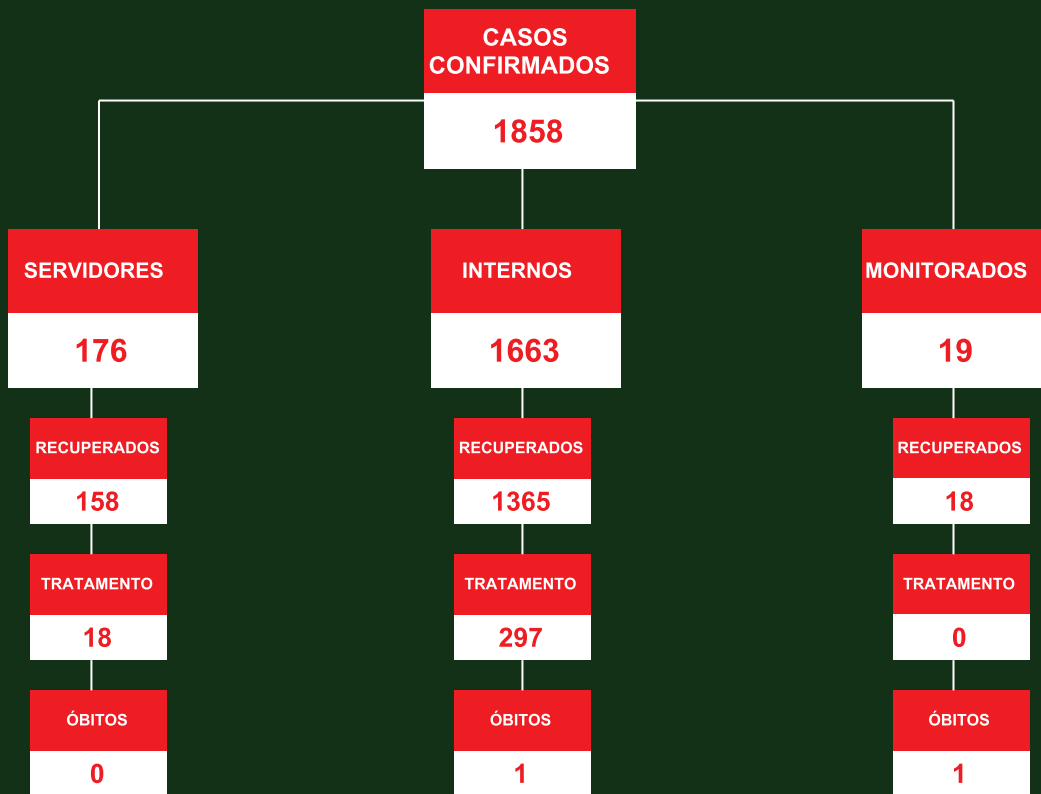 CASOS
CONFIRMADOS
1858
SERVIDORES
176
RECUPERADOS
158
TRATAMENTO
18
ÓBITOS
0
INTERNOS
1663
RECUPERADOS
1365
TRATAMENTO
297
ÓBITOS
1
MONITORADOS
19
RECUPERADOS
18
TRATAMENTO
0
ÓBITOS
1